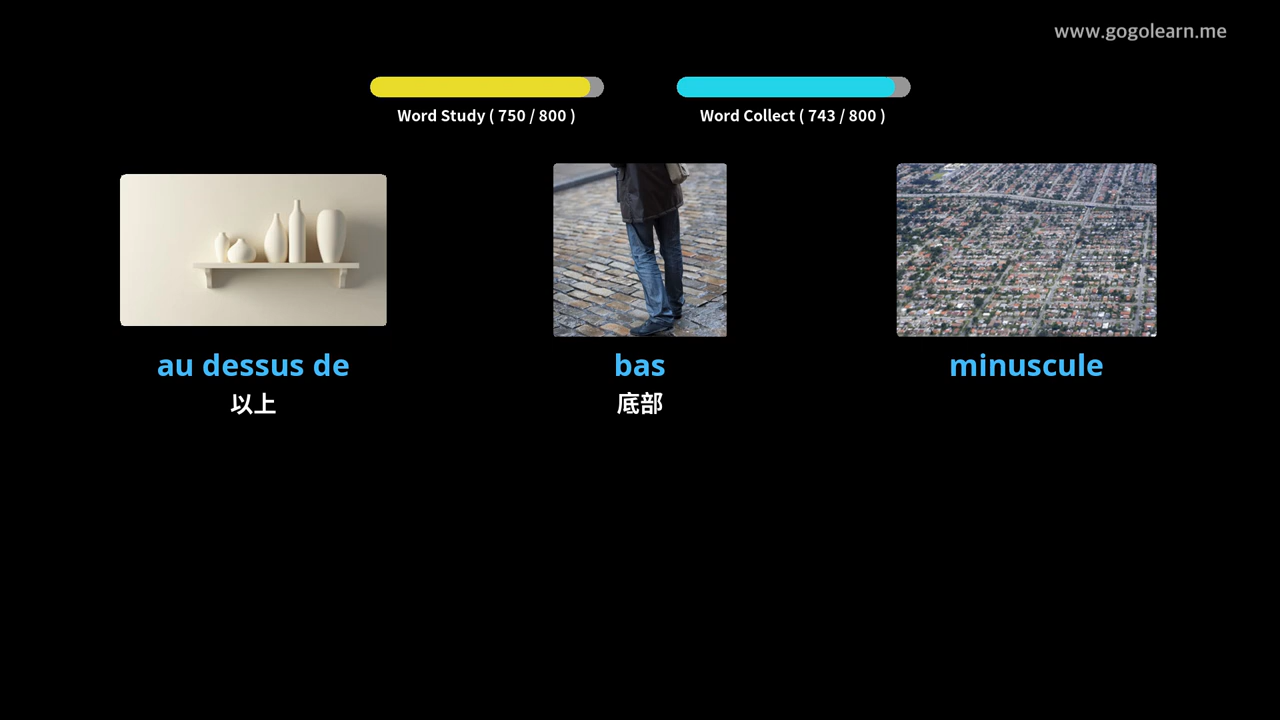 www.gogolearn.me
Word Study ( 750 / 800 )
Word Collect ( 743 / 800 )
au dessus de
以上
bas
底部
minuscule